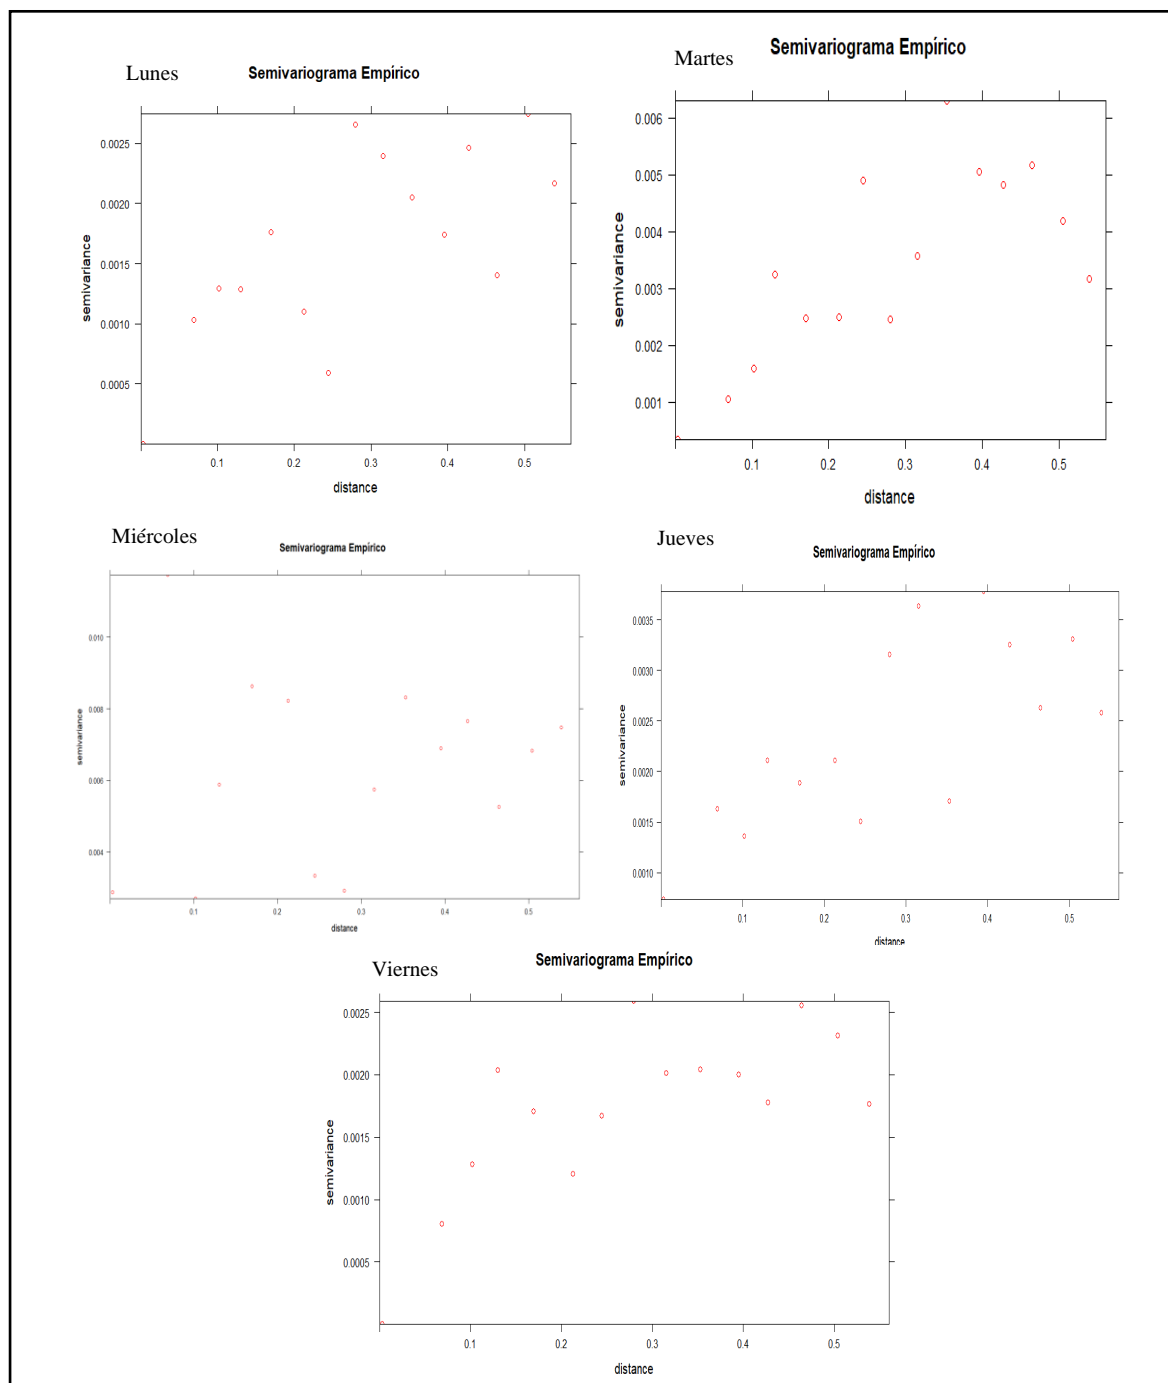 Lunes
Semivariograma Empírico
0.0025
0.0020
0.0015
0.0010
0.0005
semivariance
0.1 0.2 0.3 0.4 0.5
distance
Martes
Semivariograma Empírico
0.006
0.005
0.004
0.003
0.002
0.001
semivariance
0.1 0.2 0.3 0.4 0.5
distance
Miércoles
Semivariograma Empírico
0.010
0.008
0.006
0.004
semivariance
0.1 0.2 0.3 0.4 0.5
distance
Jueves
Semivariograma Empírico
0.0035
0.0030
0.0025
0.0020
0.0015
0.0010
semivariance
0.1 0.2 0.3 0.4 0.5
distance
Viernes
Semivariograma Empírico
0.0025
0.0020
0.0015
0.0010
0.0005
semivariance
0.1 0.2 0.3 0.4 0.5
distance